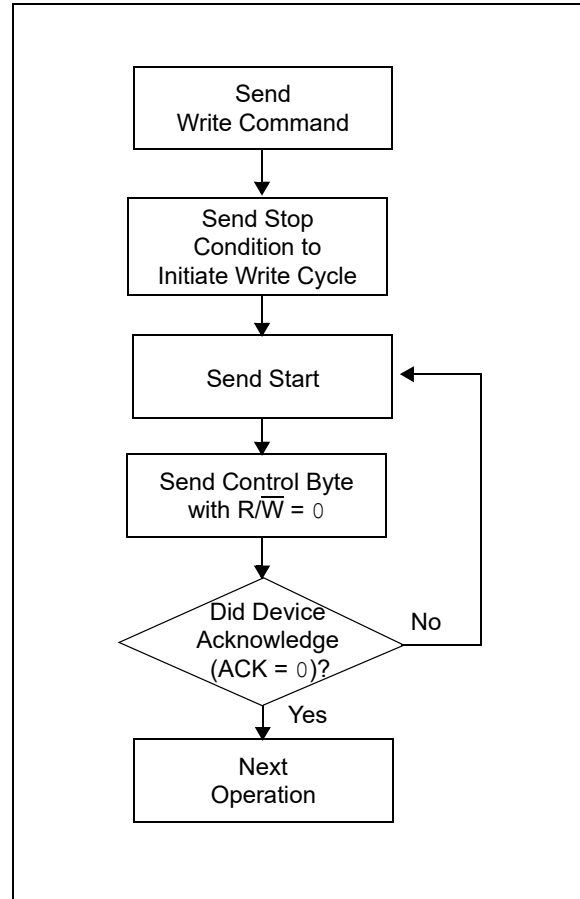 Send
Write Command
Send Stop
Condition to
Initiate Write Cycle
Send Start
Send Control Byte
with R/W̅ = 0
Did Device
Acknowledge
(ACK = 0)?
No
Yes
Next
Operation